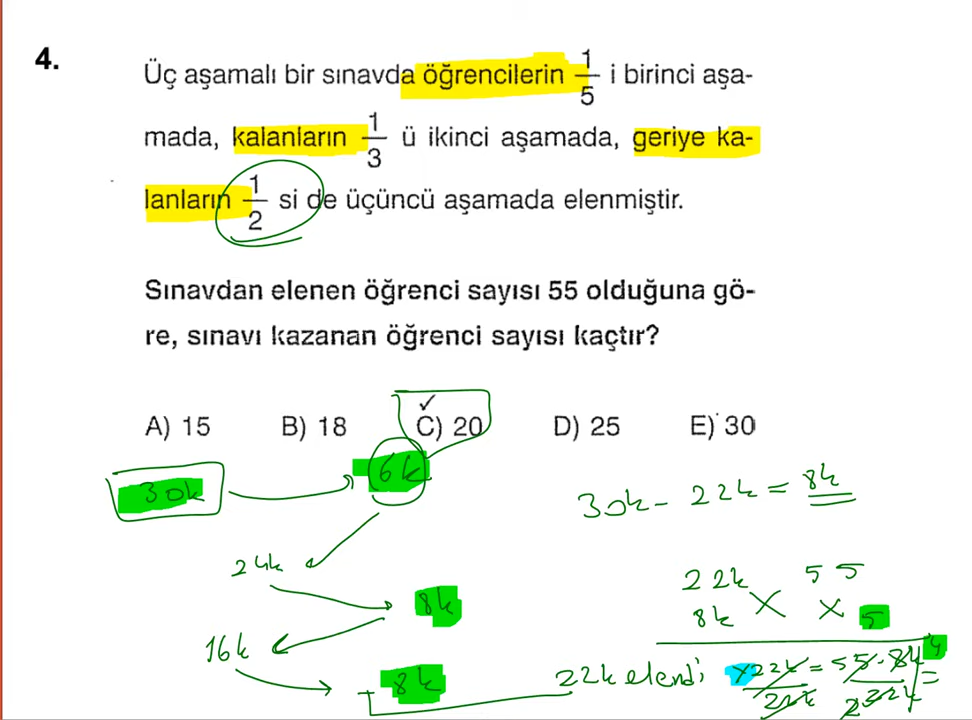 4.
Üç aşamalı bir sınavda öğrencilerin 1/5 i birinci aşa-
mada, kalanların 1/3 ü ikinci aşamada, geriye ka-
lanların 1/2 si de üçüncü aşamada elenmiştir.
Sınavdan elenen öğrenci sayısı 55 olduğuna gö-
re, sınavı kazanan öğrenci sayısı kaçtır?
A) 15 B) 18 C) 20 D) 25 E) 30
30k 6k
30k - 22k = 8k
24k
22k 55
8k
8k
16k
8k
22k elendi